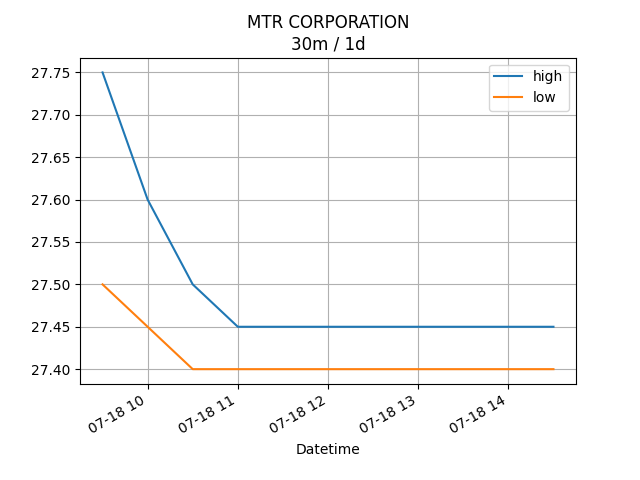 MTR CORPORATION
30m / 1d
high
low
27.75
27.70
27.65
27.60
27.55
27.50
27.45
27.40
07-18 10
07-18 11
07-18 12
07-18 13
07-18 14
Datetime